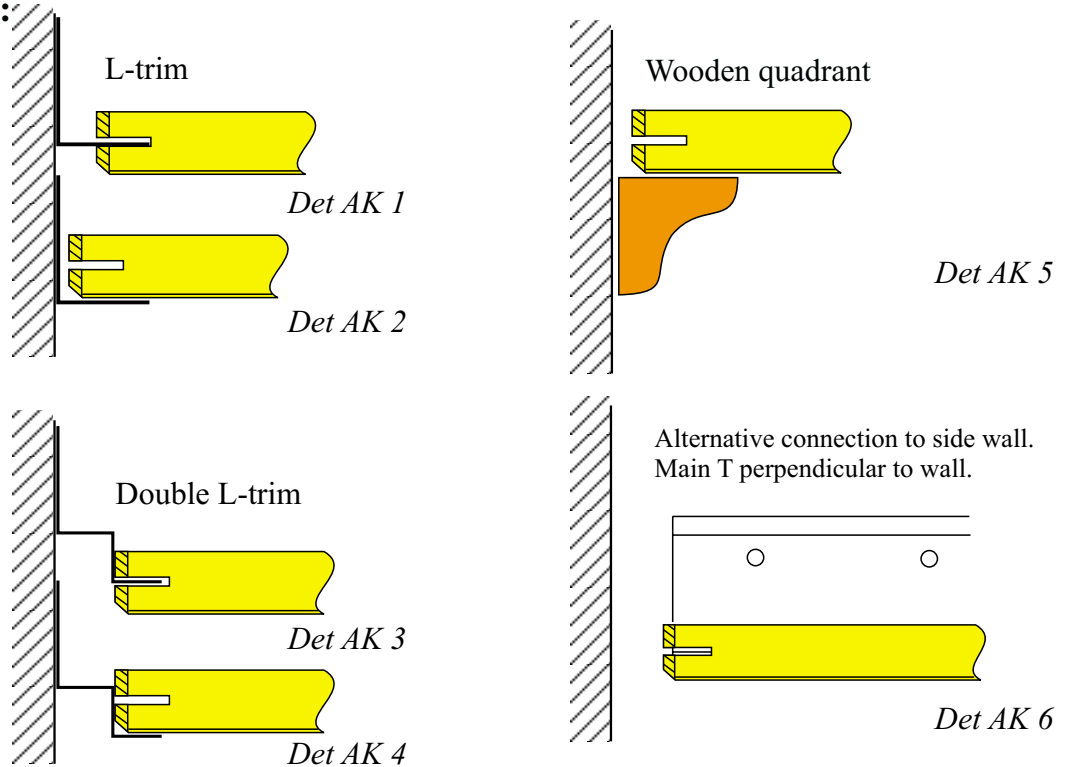 :
L-trim
Det AK 1
Det AK 2
Wooden quadrant
Det AK 5
Double L-trim
Det AK 3
Det AK 4
Alternative connection to side wall.
Main T perpendicular to wall.
Det AK 6